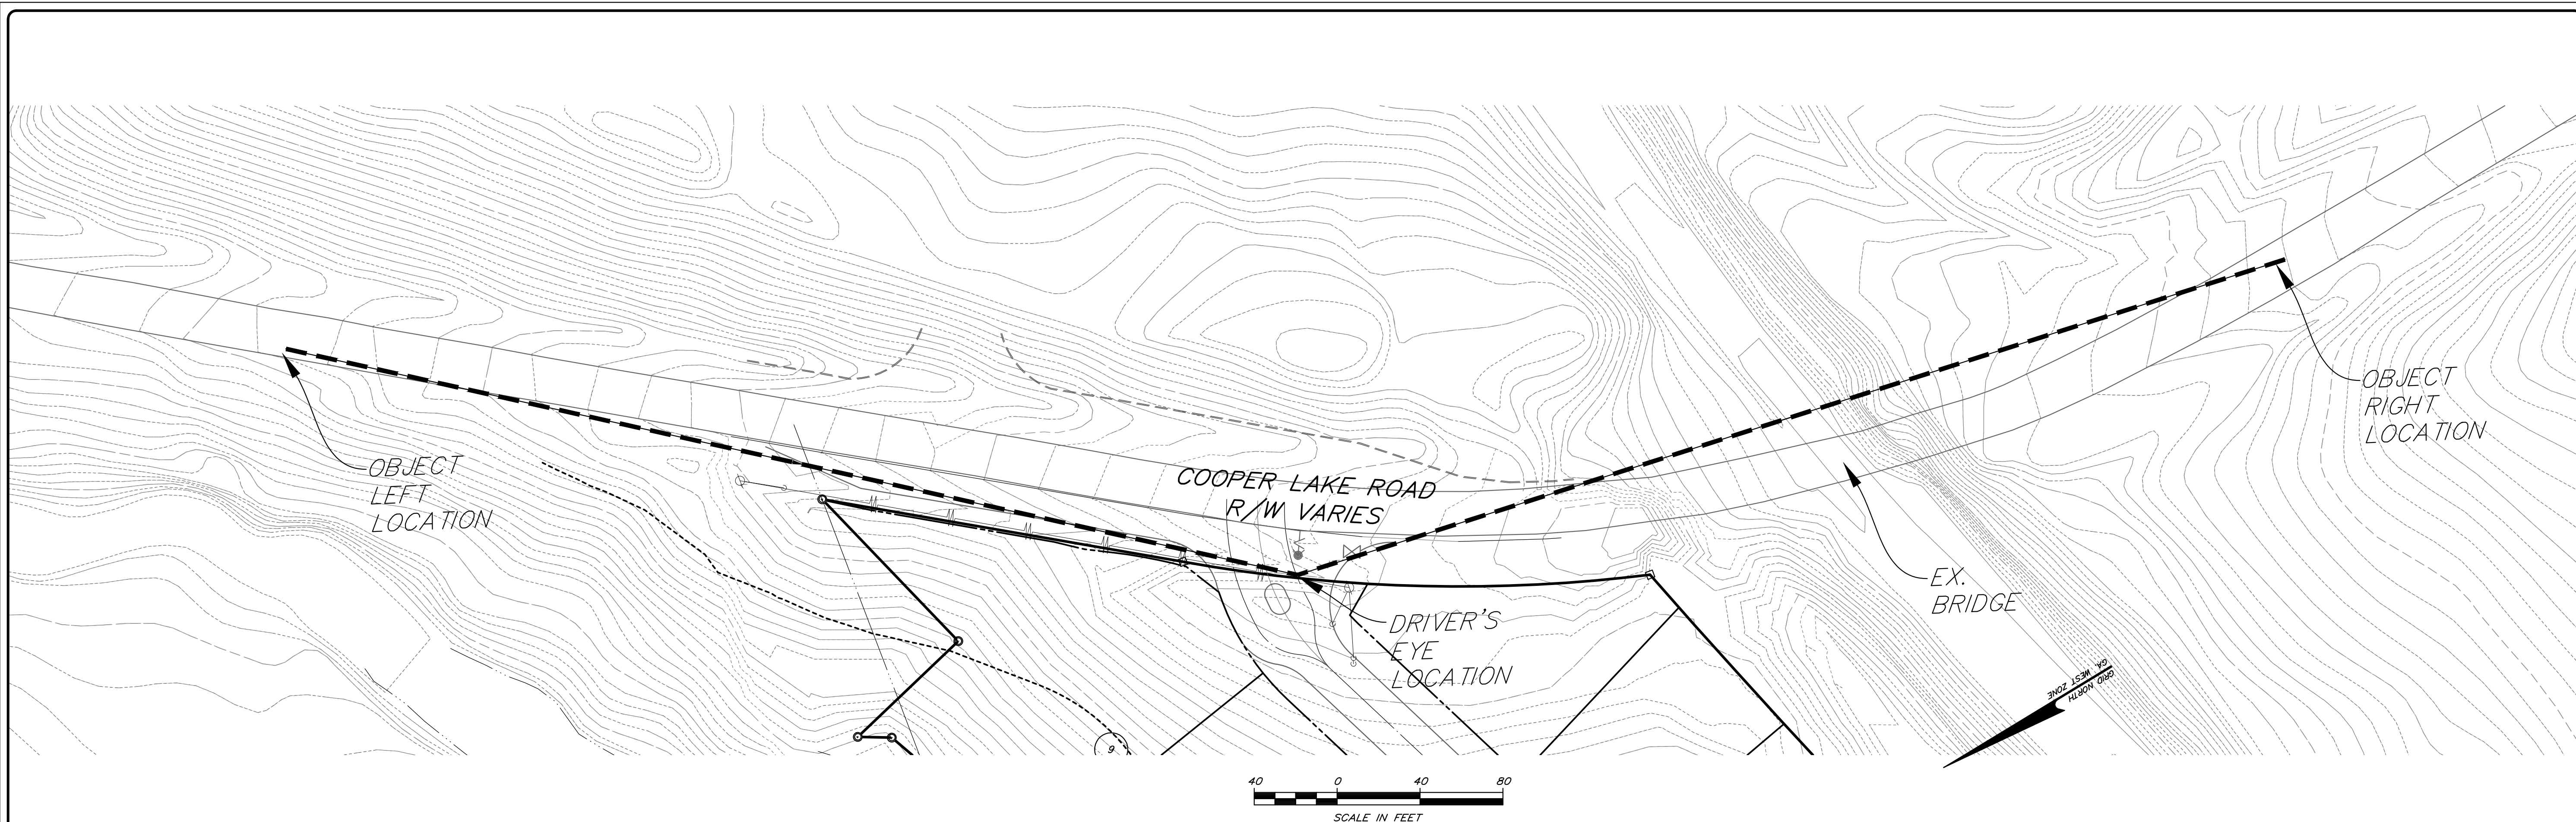 COOPER LAKE ROAD
R/W VARIES
OBJECT
LEFT
LOCATION
OBJECT
RIGHT
LOCATION
DRIVER'S
EYE
LOCATION
EX.
BRIDGE
GRID NORTH
GA. WEST ZONE
9
40 0 40 80
SCALE IN FEET